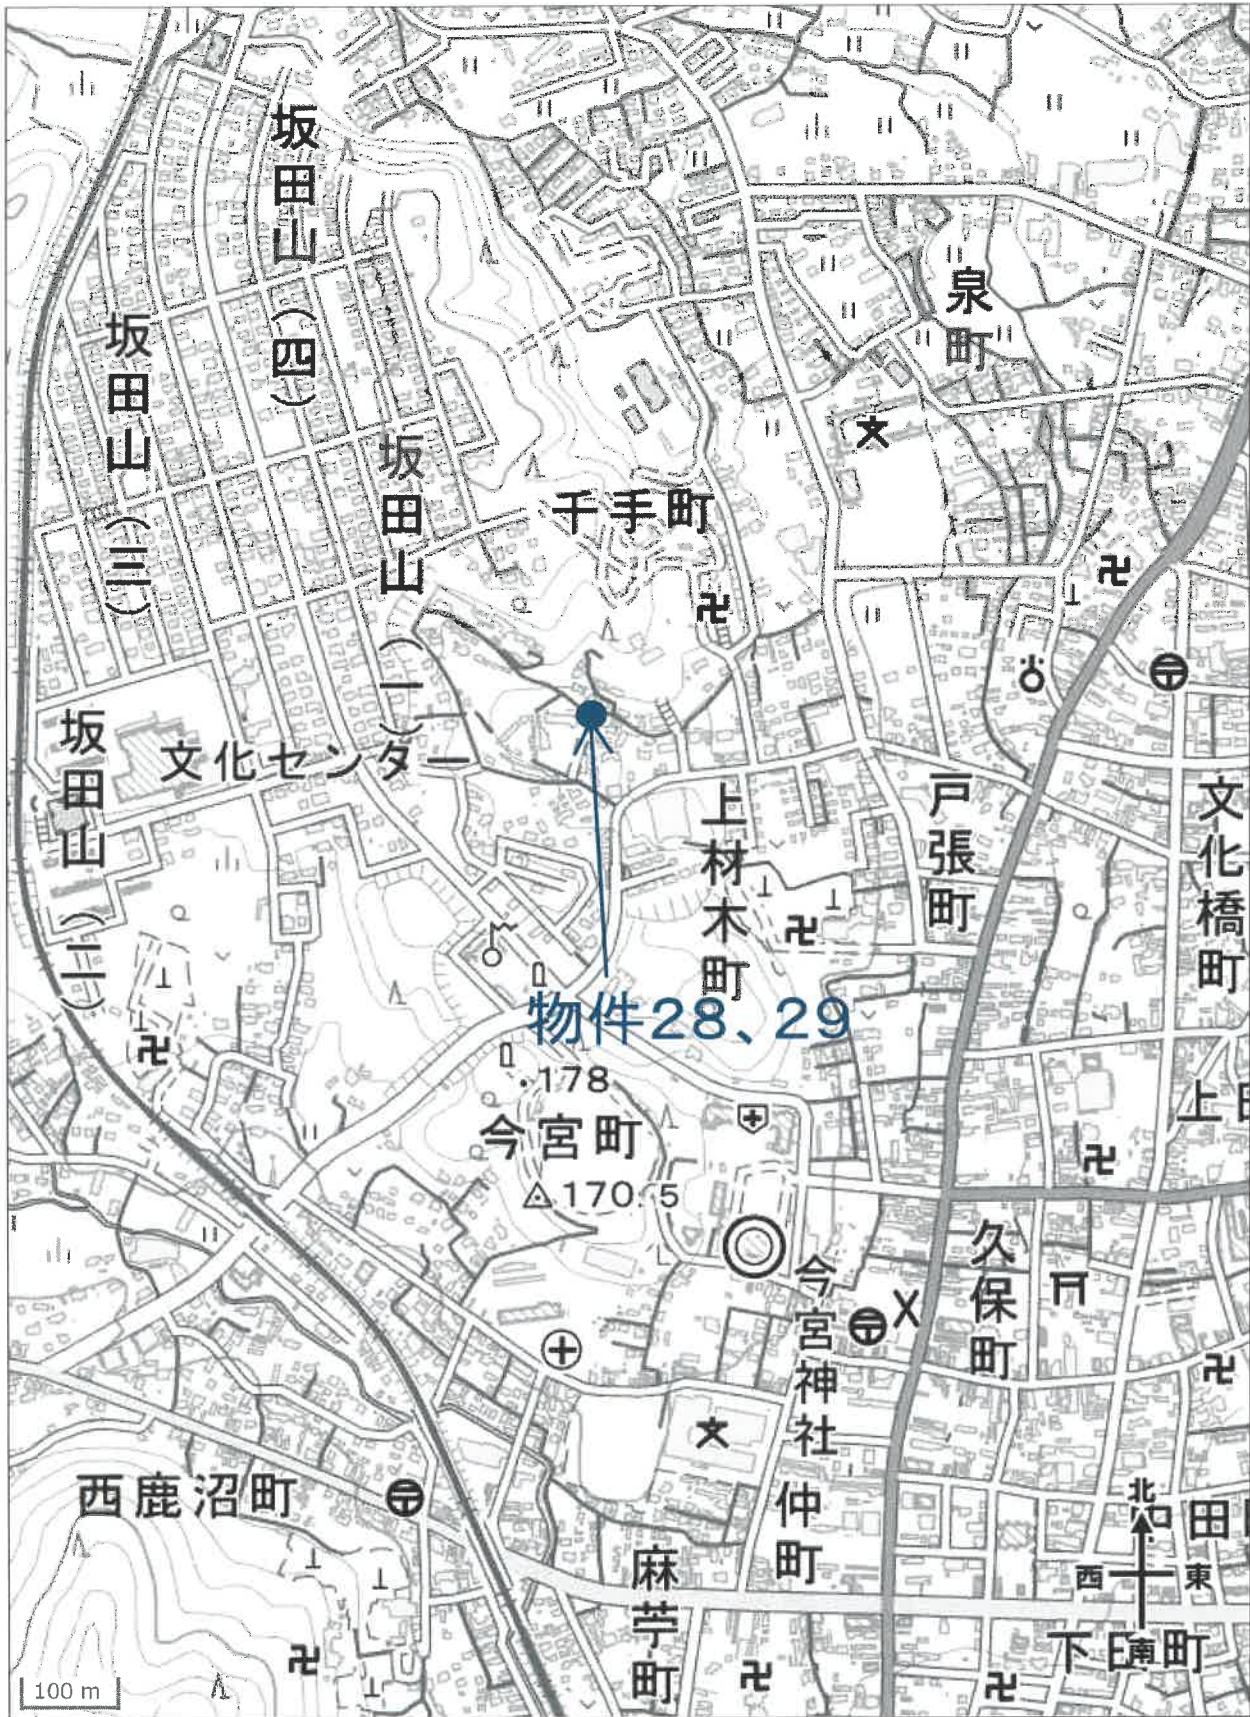 坂田山(四)
坂田山(三)
泉町
坂田山(一)
千手町
文化センター
坂田山(二)
上材木町
戸張町
文化橋町
物件28、29
・178
今宮町
170.5
上田
久保町
今宮神社
西鹿沼町
仲町
麻苧町
北
西
東
南
田
下田町
100 m